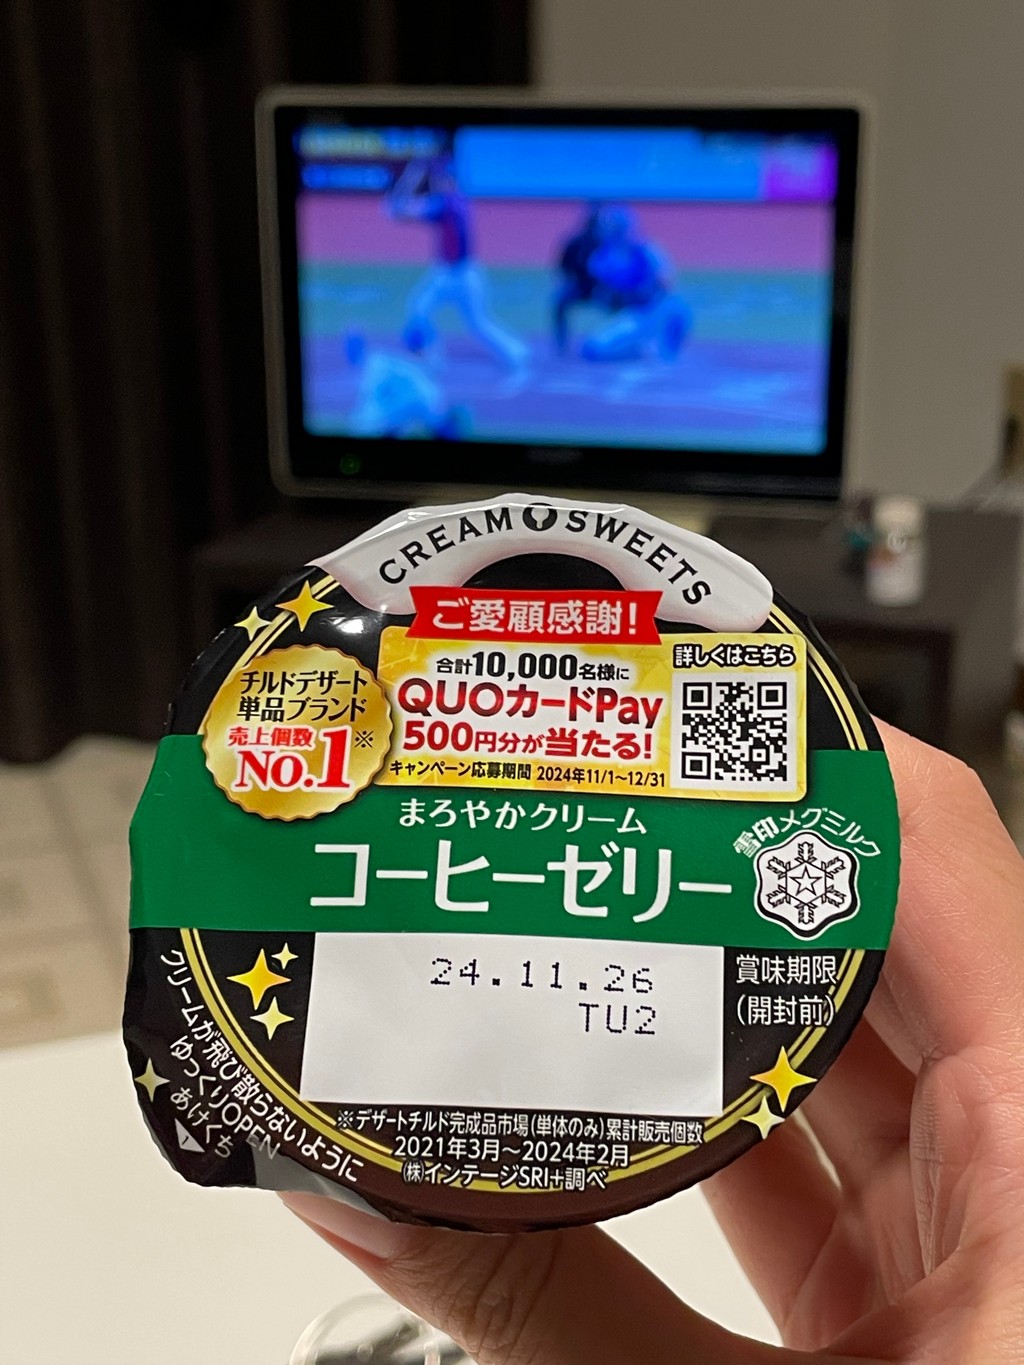 CREAM SWEETS
ご愛顧感謝！
合計10,000名様に
QUOカードPay
500円分が当たる！
キャンペーン応募期間 2024年11/1〜12/31
詳しくはこちら
チルドデザート
単品ブランド
売上個数※
NO.1
まろやかクリーム
コーヒーゼリー
雪印メグミルク
24.11.26
TU2
賞味期限
（開封前）
クリームが飛び散らないように
ゆっくりOPEN
あけくち
※デザートチルド完成品市場（単体のみ）累計販売個数
2021年3月〜2024年2月
㈱インテージSRI+調べ